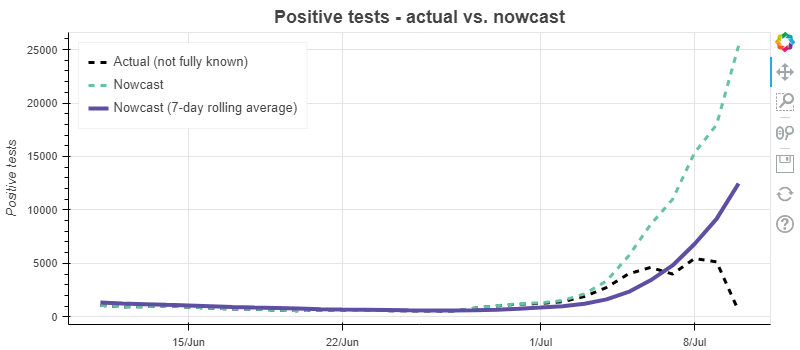 Positive tests - actual vs. nowcast
Actual (not fully known)
Nowcast
Nowcast (7-day rolling average)
Positive tests
25000
20000
15000
10000
5000
0
15/Jun
22/Jun
1/Jul
8/Jul